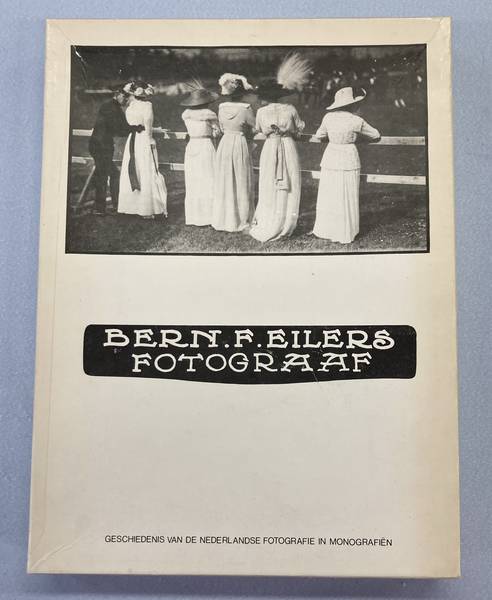 BERN.F.EILERS
FOTOGRAAF
GESCHIEDENIS VAN DE NEDERLANDSE FOTOGRAFIE IN MONOGRAFIËN